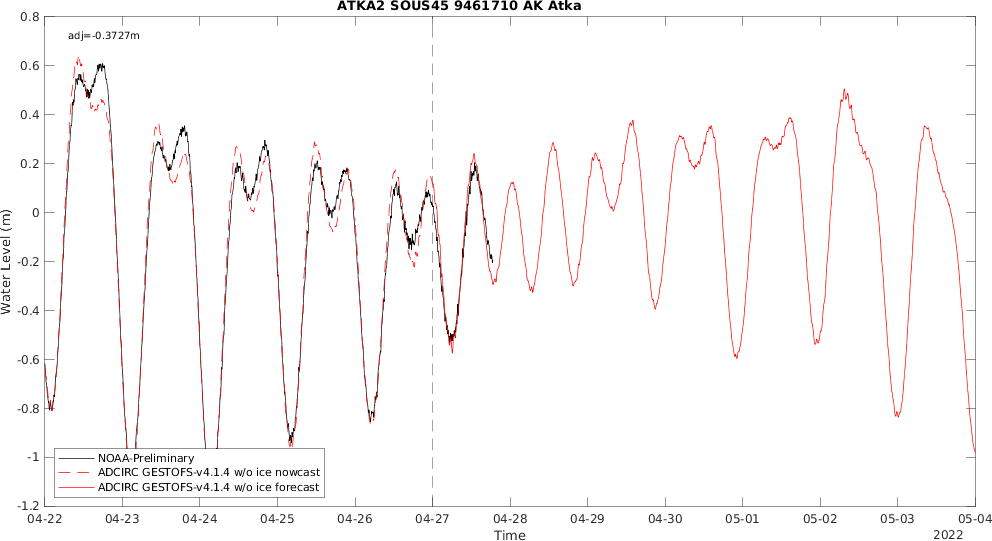 ATKA2 SOUS45 9461710 AK Atka
adj=-0.3727m
0.8
0.6
0.4
0.2
0
-0.2
-0.4
-0.6
-0.8
-1
-1.2
Water Level (m)
NOAA-Preliminary
ADCIRC GESTOFS-v4.1.4 w/o ice nowcast
ADCIRC GESTOFS-v4.1.4 w/o ice forecast
04-22 04-23 04-24 04-25 04-26 04-27 04-28 04-29 04-30 05-01 05-02 05-03 05-04
Time
2022